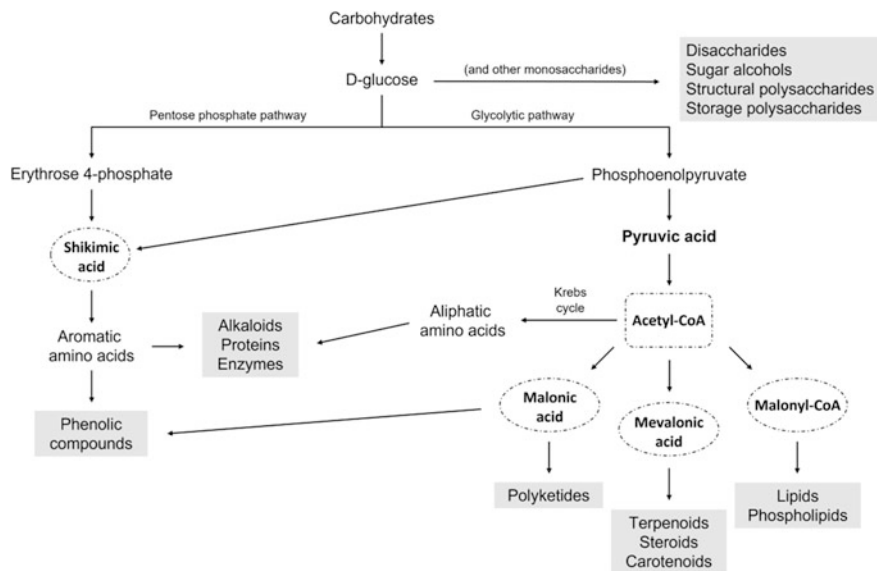 Carbohydrates
D-glucose
(and other monosaccharides)
Disaccharides
Sugar alcohols
Structural polysaccharides
Storage polysaccharides
Pentose phosphate pathway
Glycolytic pathway
Erythrose 4-phosphate
Phosphoenolpyruvate
Shikimic
acid
Pyruvic acid
Krebs
cycle
Aliphatic
amino acids
Acetyl-CoA
Alkaloids
Proteins
Enzymes
Aromatic
amino acids
Malonic
acid
Mevalonic
acid
Malonyl-CoA
Phenolic
compounds
Polyketides
Lipids
Phospholipids
Terpenoids
Steroids
Carotenoids